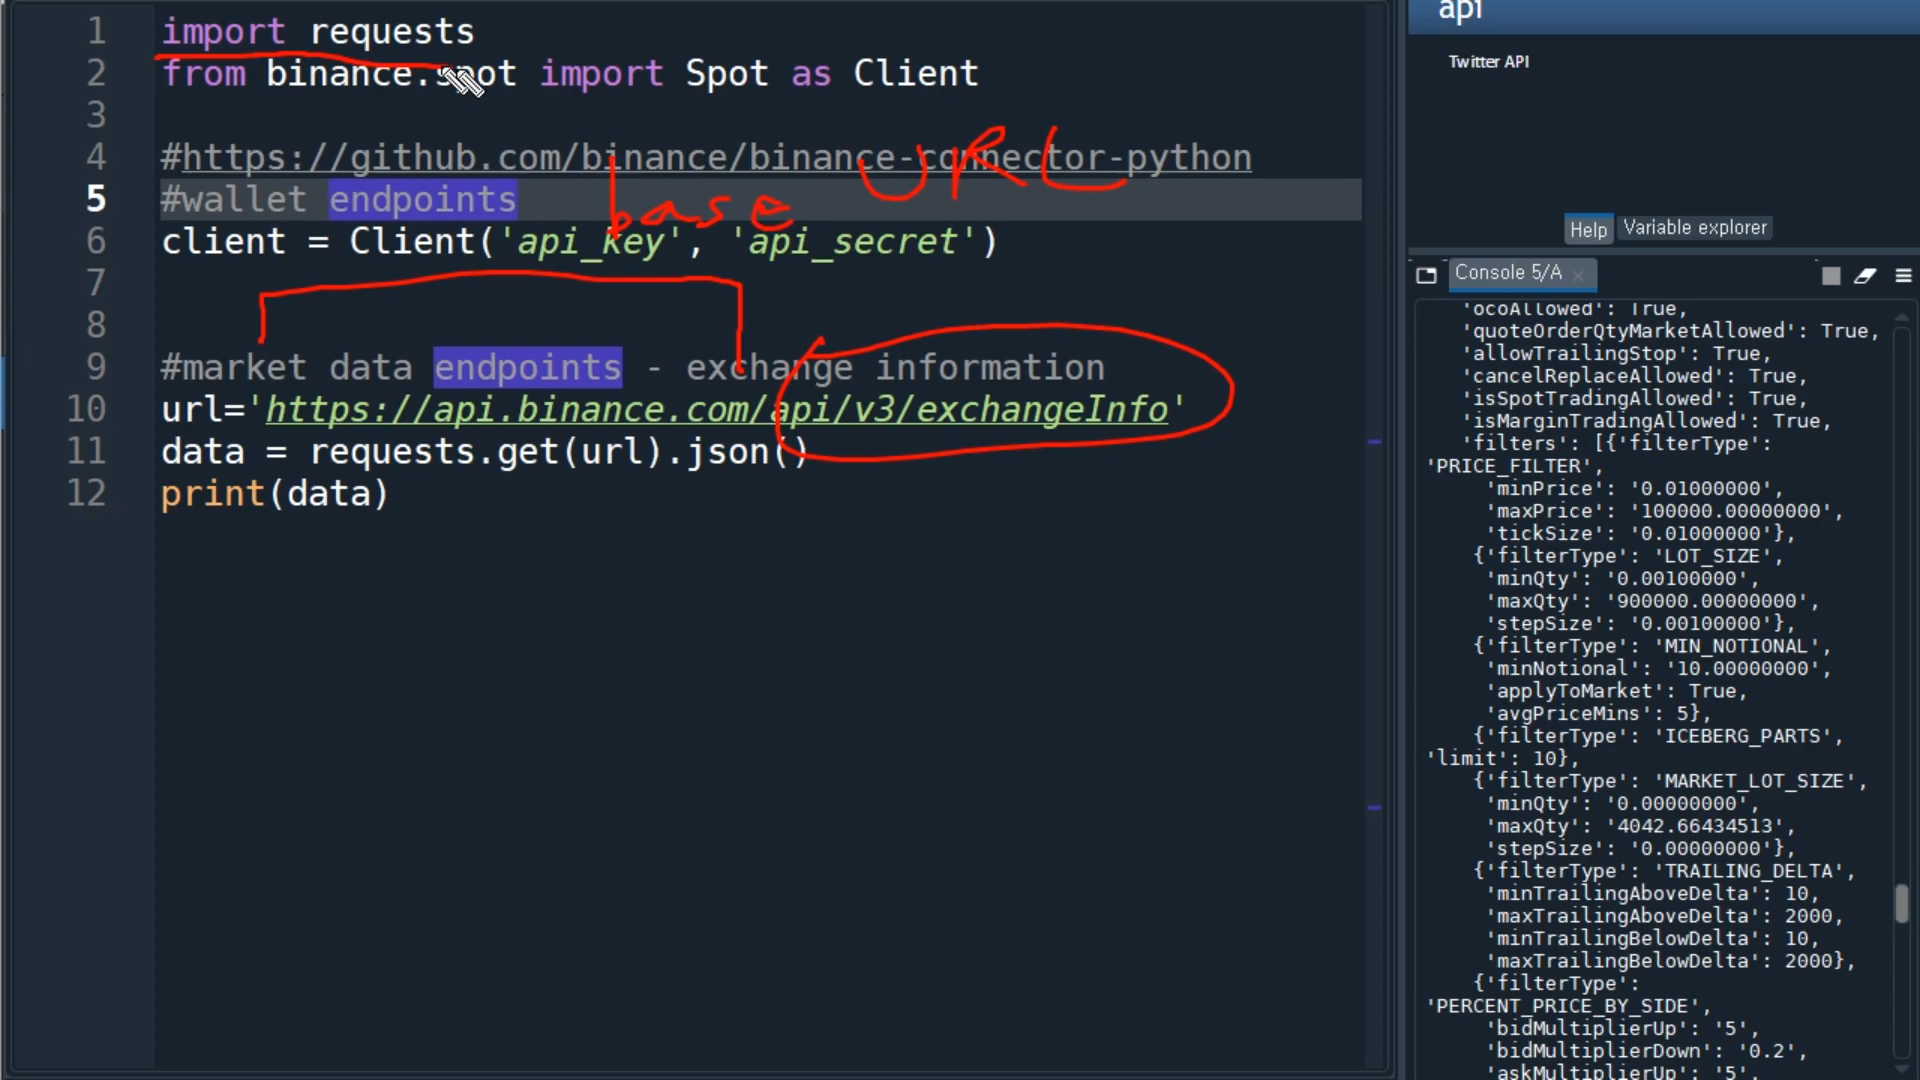 1 import requests
2 from binance.spot import Spot as Client
3
4 #https://github.com/binance/binance-connector-python
5 #wallet endpoints
6 client = Client('api_key', 'api_secret')
7
8
9 #market data endpoints - exchange information
10 url='https://api.binance.com/api/v3/exchangeInfo'
11 data = requests.get(url).json()
12 print(data)
base URL
api
Twitter API
Help Variable explorer
Console 5/A
'ocoAllowed': True,
'quoteOrderQtyMarketAllowed': True,
'allowTrailingStop': True,
'cancelReplaceAllowed': True,
'isSpotTradingAllowed': True,
'isMarginTradingAllowed': True,
'filters': [{'filterType':
'PRICE_FILTER',
'minPrice': '0.01000000',
'maxPrice': '100000.00000000',
'tickSize': '0.01000000'},
{'filterType': 'LOT_SIZE',
'minQty': '0.00100000',
'maxQty': '900000.00000000',
'stepSize': '0.00100000'},
{'filterType': 'MIN_NOTIONAL',
'minNotional': '10.00000000',
'applyToMarket': True,
'avgPriceMins': 5},
{'filterType': 'ICEBERG_PARTS',
'limit': 10},
{'filterType': 'MARKET_LOT_SIZE',
'minQty': '0.00000000',
'maxQty': '4042.66434513',
'stepSize': '0.00000000'},
{'filterType': 'TRAILING_DELTA',
'minTrailingAboveDelta': 10,
'maxTrailingAboveDelta': 2000,
'minTrailingBelowDelta': 10,
'maxTrailingBelowDelta': 2000},
{'filterType':
'PERCENT_PRICE_BY_SIDE',
'bidMultiplierUp': '5',
'bidMultiplierDown': '0.2',
'askMultiplierUp': '5',